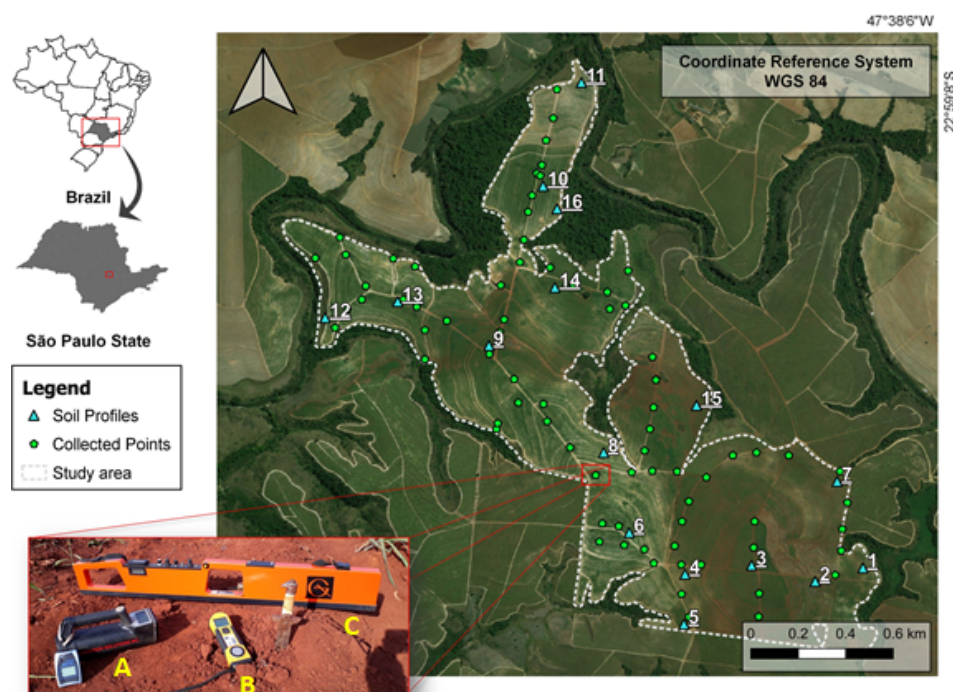 47°38'6"W
22°59'8"S
Coordinate Reference System
WGS 84
Brazil
São Paulo State
Legend
Soil Profiles
Collected Points
Study area
11
10
16
14
13
12
9
15
8
7
6
4
3
2
1
5
0 0.2 0.4 0.6 km
A
B
C